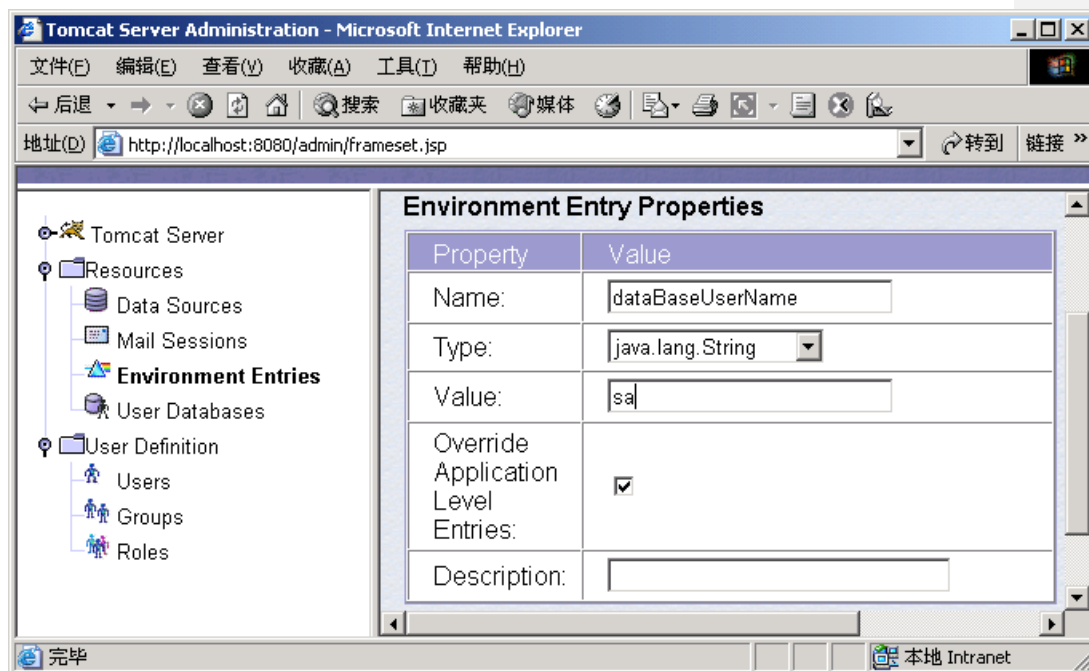 Tomcat Server Administration - Microsoft Internet Explorer
文件(F) 编辑(E) 查看(V) 收藏(A) 工具(T) 帮助(H)
后退 搜索 收藏夹 媒体
地址(D) http://localhost:8080/admin/frameset.jsp 转到 链接 »
Tomcat Server
Resources
Data Sources
Mail Sessions
Environment Entries
User Databases
User Definition
Users
Groups
Roles
Environment Entry Properties
Property Value
Name: dataBaseUserName
Type: java.lang.String
Value: sa
Override
Application
Level
Entries:
Description:
完毕 本地 Intranet